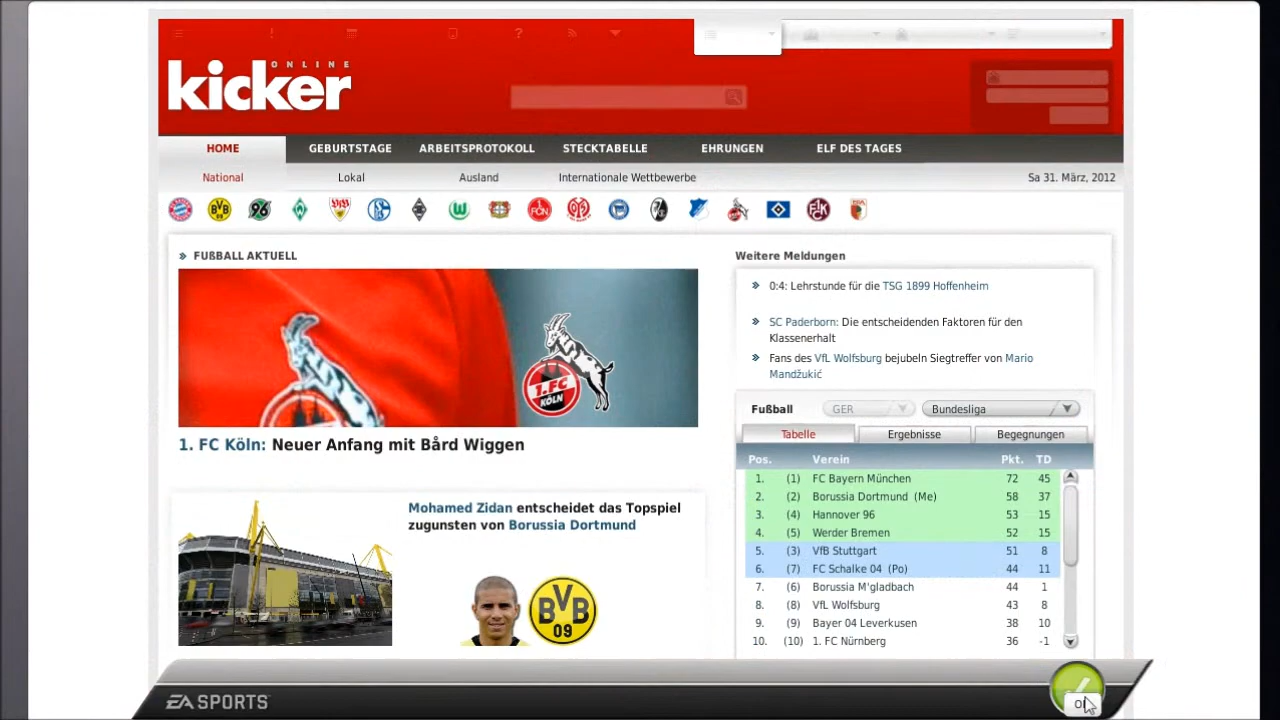 ONLINE
kicker
HOME GEBURTSTAGE ARBEITSPROTOKOLL STECKTABELLE EHRUNGEN ELF DES TAGES
National Lokal Ausland Internationale Wettbewerbe Sa 31. März, 2012
FUßBALL AKTUELL
1. FC
KÖLN
1. FC Köln: Neuer Anfang mit Bård Wiggen
Mohamed Zidan entscheidet das Topspiel
zugunsten von Borussia Dortmund
BVB
09
Weitere Meldungen
0:4: Lehrstunde für die TSG 1899 Hoffenheim
SC Paderborn: Die entscheidenden Faktoren für den
Klassenerhalt
Fans des VfL Wolfsburg bejubeln Siegtreffer von Mario
Mandžukić
Fußball GER Bundesliga
Tabelle Ergebnisse Begegnungen
Pos. Verein Pkt. TD
1. (1) FC Bayern München 72 45
2. (2) Borussia Dortmund (Me) 58 37
3. (4) Hannover 96 53 15
4. (5) Werder Bremen 52 15
5. (3) VfB Stuttgart 51 8
6. (7) FC Schalke 04 (Po) 44 11
7. (6) Borussia M'gladbach 44 1
8. (8) VfL Wolfsburg 43 8
9. (9) Bayer 04 Leverkusen 38 10
10. (10) 1. FC Nürnberg 36 -1
EA SPORTS